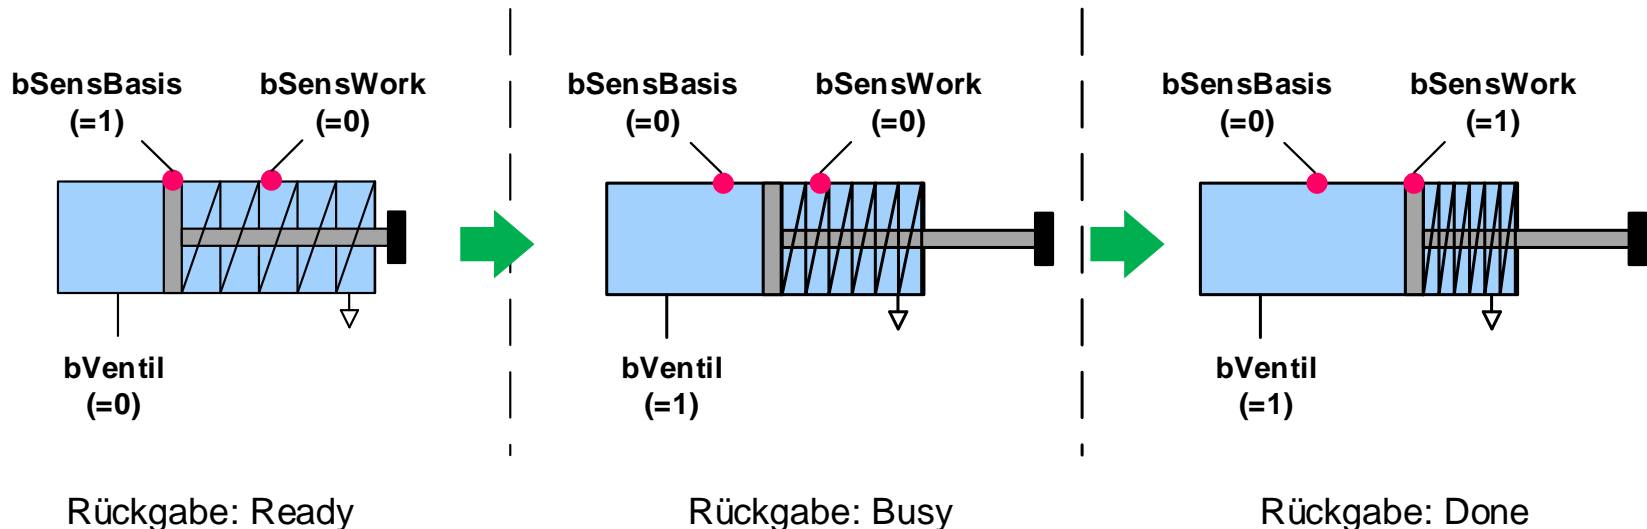 bSensBasis
(=1)
bSensWork
(=0)
bVentil
(=0)
Rückgabe: Ready
bSensBasis
(=0)
bSensWork
(=0)
bVentil
(=1)
Rückgabe: Busy
bSensBasis
(=0)
bSensWork
(=1)
bVentil
(=1)
Rückgabe: Done